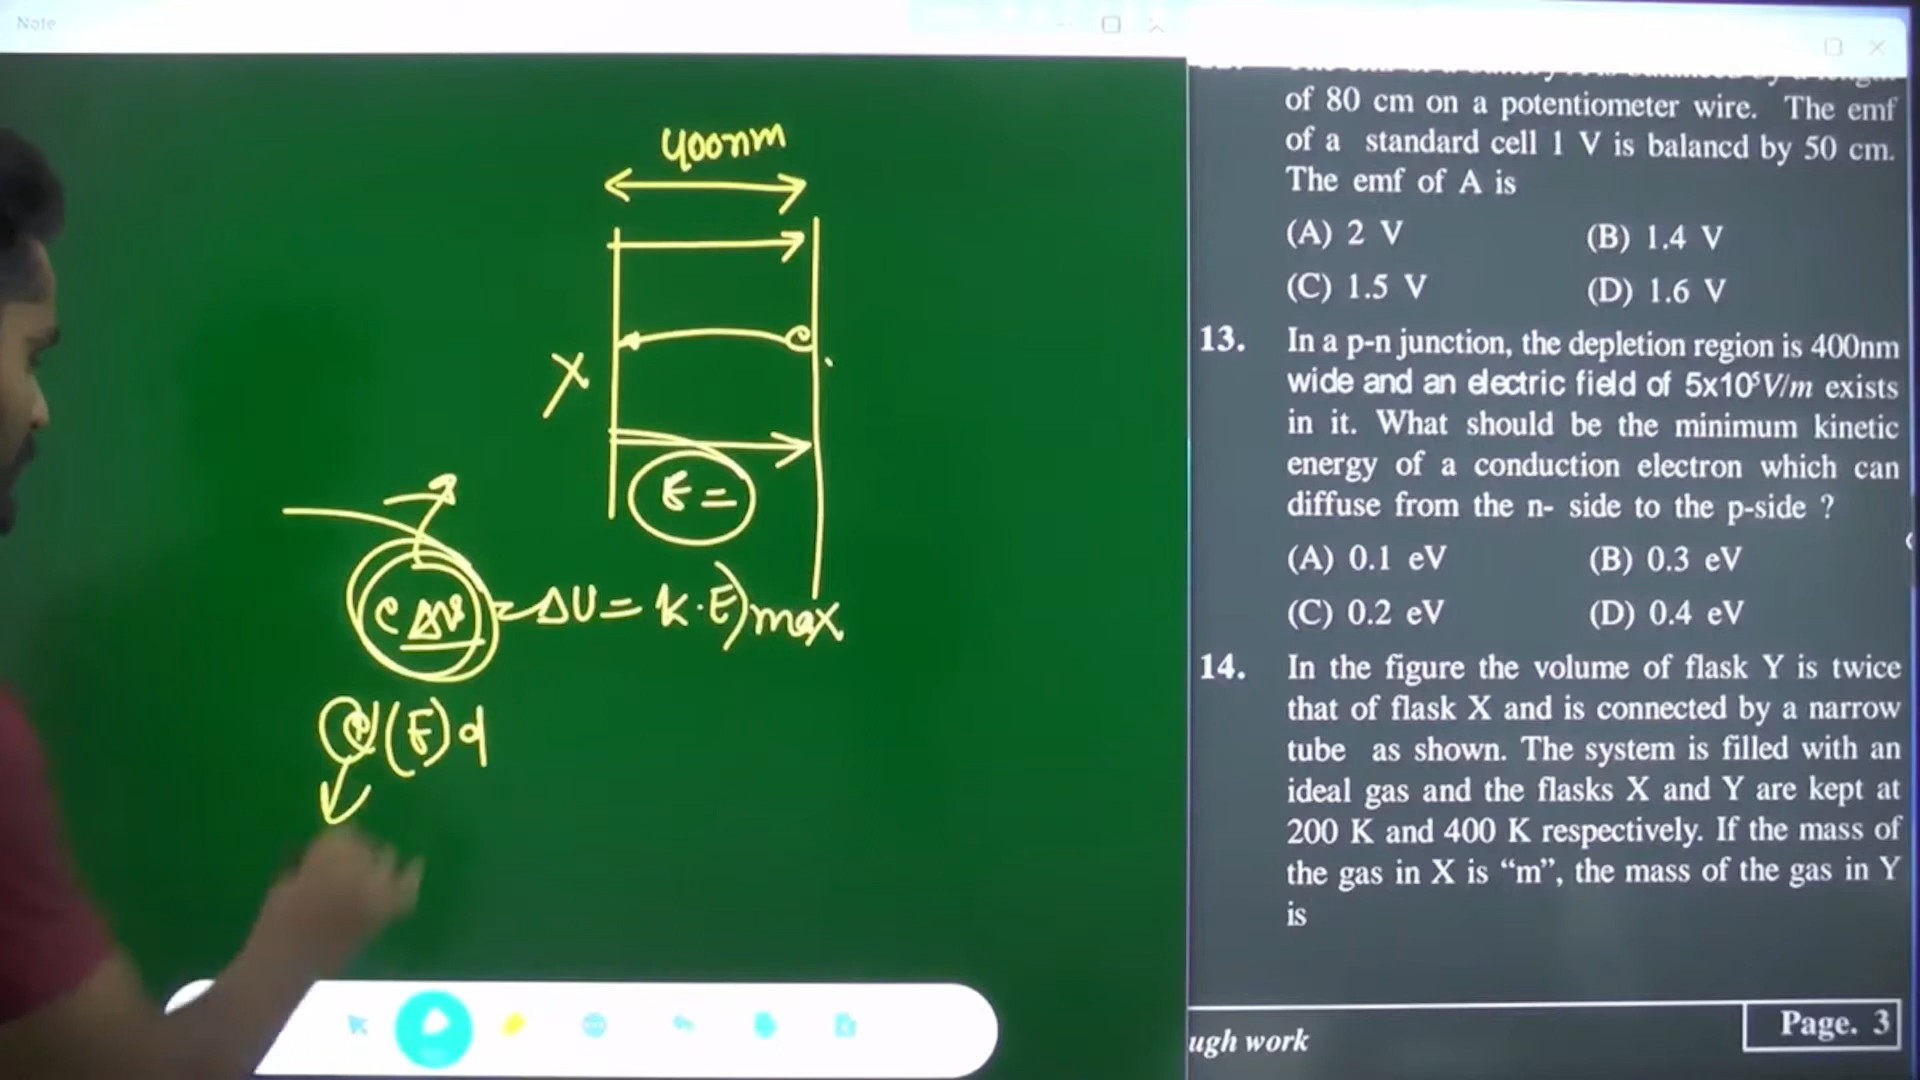 Note
400nm
X
E =
e ΔV = ΔU = K.E)max
e (E) d
of 80 cm on a potentiometer wire. The emf
of a standard cell 1 V is balancd by 50 cm.
The emf of A is
(A) 2 V (B) 1.4 V
(C) 1.5 V (D) 1.6 V
13. In a p-n junction, the depletion region is 400nm
wide and an electric field of 5x10⁵V/m exists
in it. What should be the minimum kinetic
energy of a conduction electron which can
diffuse from the n- side to the p-side ?
(A) 0.1 eV (B) 0.3 eV
(C) 0.2 eV (D) 0.4 eV
14. In the figure the volume of flask Y is twice
that of flask X and is connected by a narrow
tube as shown. The system is filled with an
ideal gas and the flasks X and Y are kept at
200 K and 400 K respectively. If the mass of
the gas in X is “m”, the mass of the gas in Y
is
ugh work
Page. 3